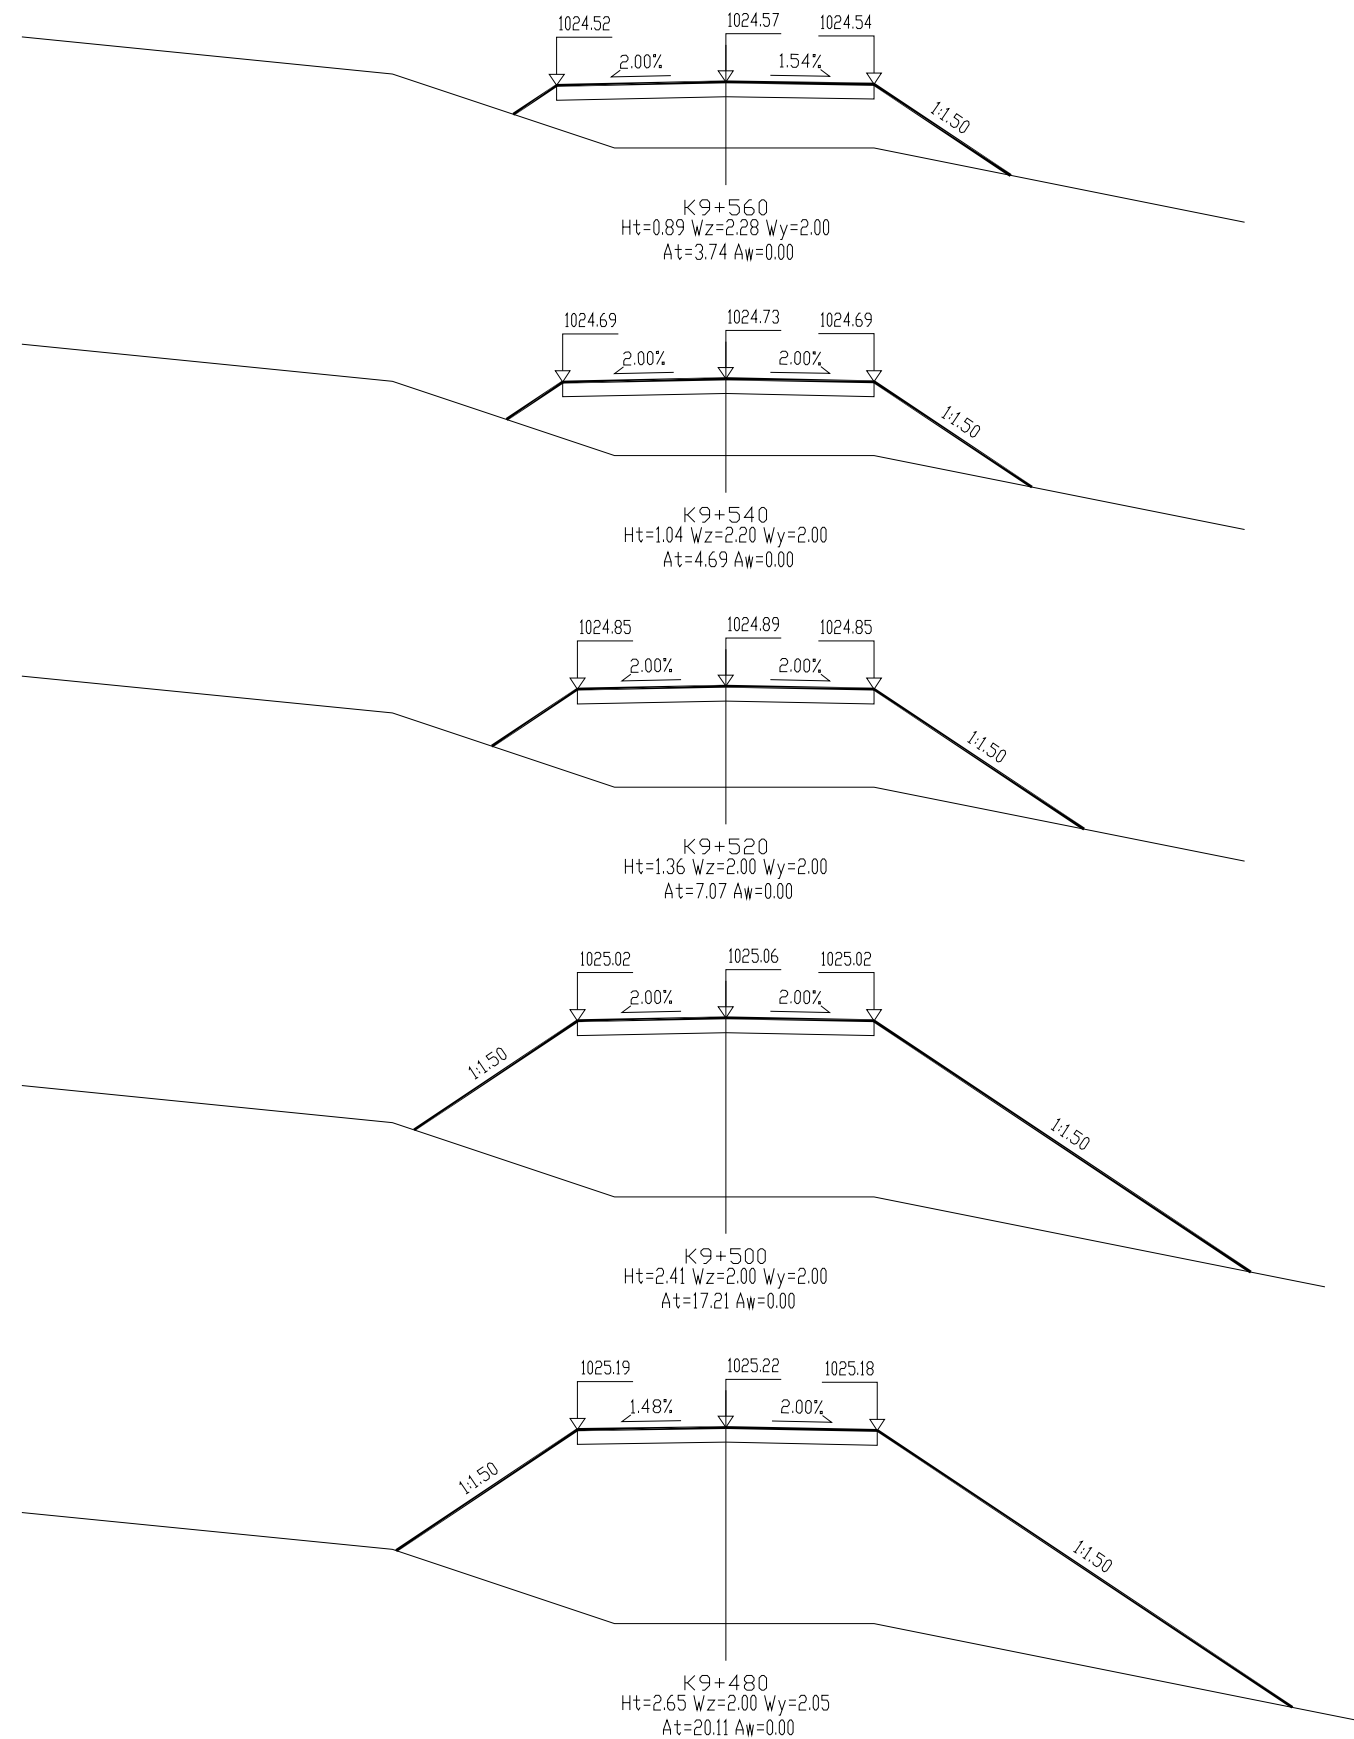 1024.52 1024.57 1024.54
2.00% 1.54%
1:1.50
K9+560
Ht=0.89 Wz=2.28 Wy=2.00
At=3.74 Aw=0.00
1024.69 1024.73 1024.69
2.00% 2.00%
1:1.50
K9+540
Ht=1.04 Wz=2.20 Wy=2.00
At=4.69 Aw=0.00
1024.85 1024.89 1024.85
2.00% 2.00%
1:1.50
K9+520
Ht=1.36 Wz=2.00 Wy=2.00
At=7.07 Aw=0.00
1025.02 1025.06 1025.02
2.00% 2.00%
1:1.50
1:1.50
K9+500
Ht=2.41 Wz=2.00 Wy=2.00
At=17.21 Aw=0.00
1025.19 1025.22 1025.18
1.48% 2.00%
1:1.50
1:1.50
K9+480
Ht=2.65 Wz=2.00 Wy=2.05
At=20.11 Aw=0.00